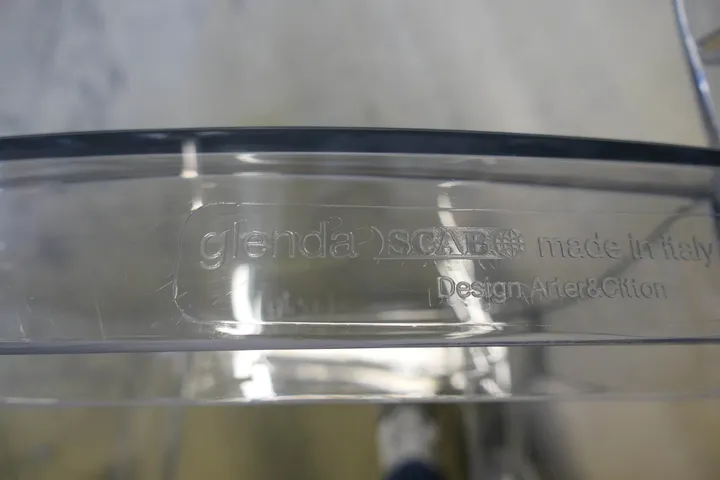 glenda SCAB made in italy
Design Arter&Citton